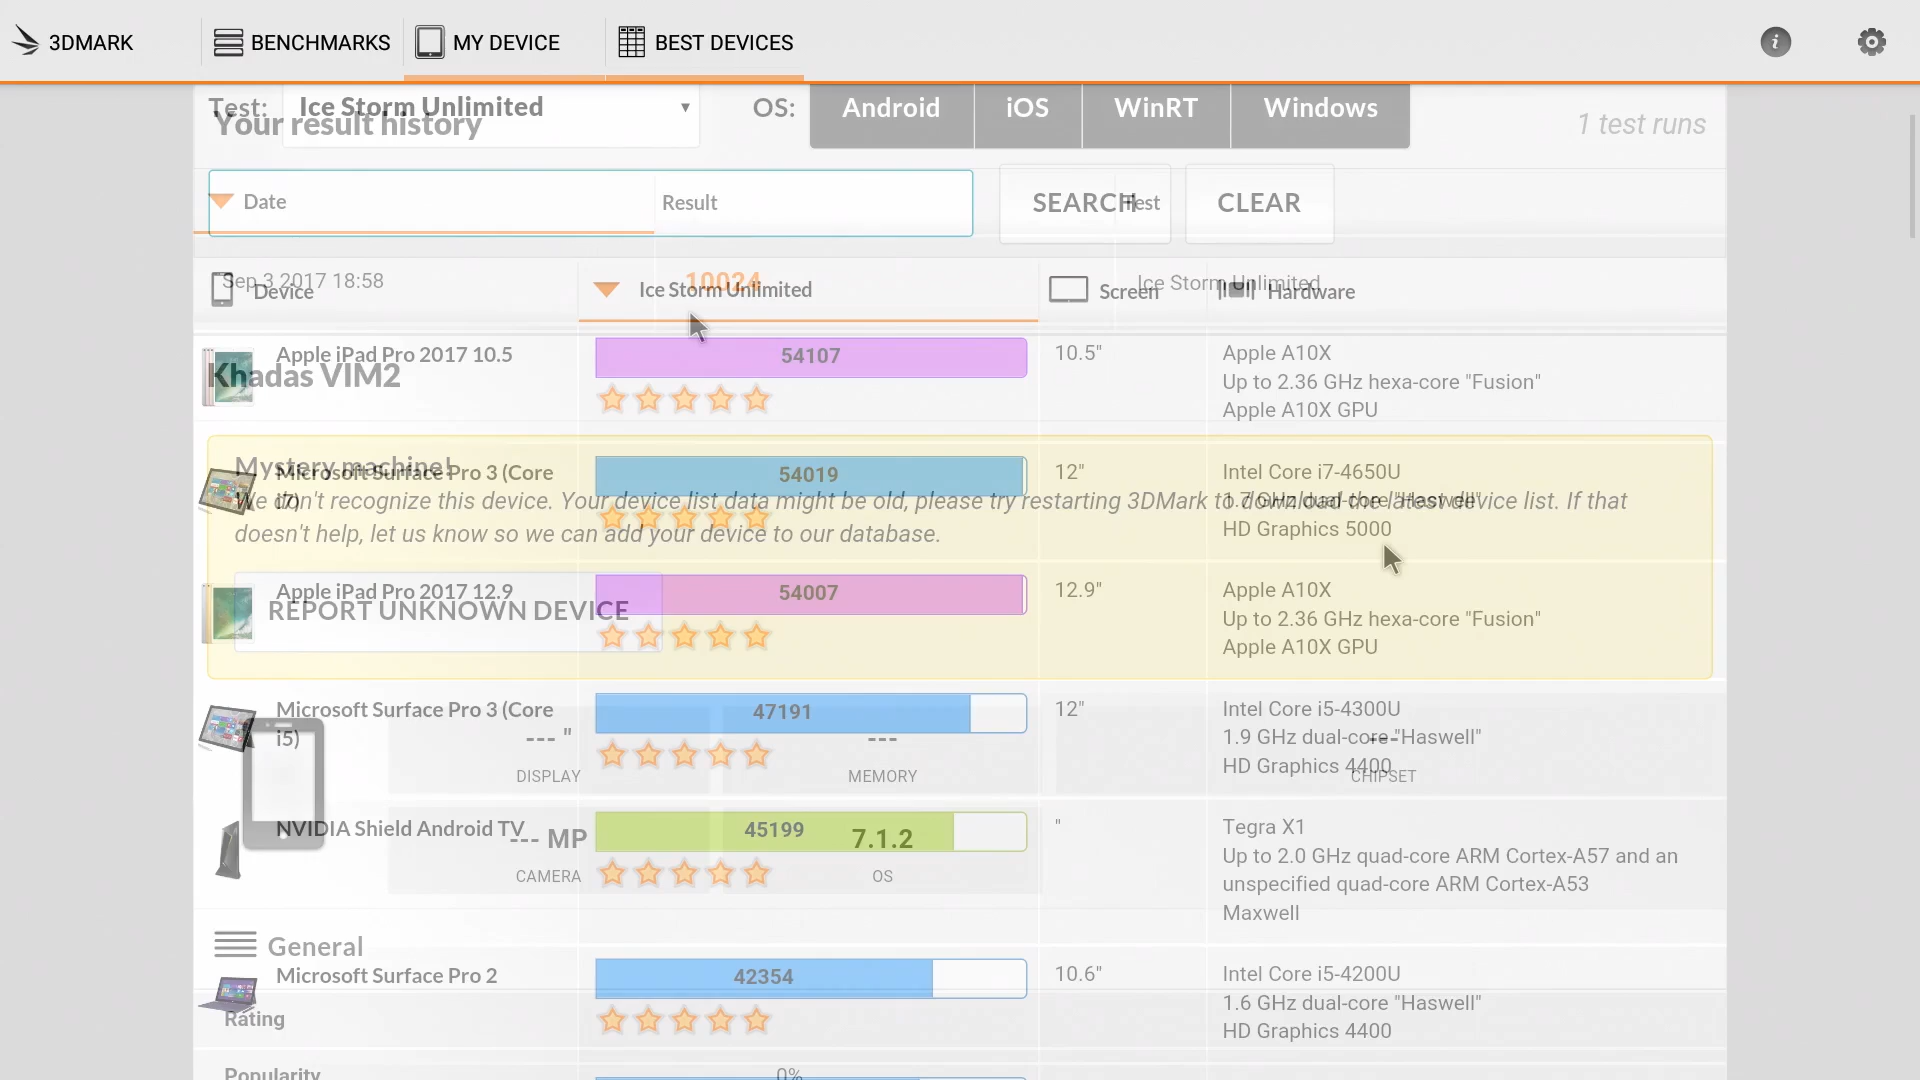 3DMARK
BENCHMARKS
MY DEVICE
BEST DEVICES
Test: Ice Storm Unlimited
OS: Android iOS WinRT Windows
Your result history
1 test runs
Date
Result
Test
SEARCH
CLEAR
Sep 3 2017 18:58
10024
Ice Storm Unlimited
Device
Ice Storm Unlimited
Screen
Hardware
Apple iPad Pro 2017 10.5
54107
10.5"
Apple A10X
Up to 2.36 GHz hexa-core "Fusion"
Apple A10X GPU
Khadas VIM2
Mystery machine!
We don't recognize this device. Your device list data might be old, please try restarting 3DMark to download the latest device list. If that
doesn't help, let us know so we can add your device to our database.
Microsoft Surface Pro 3 (Core
i7)
54019
12"
Intel Core i7-4650U
1.7 GHz dual-core "Haswell"
HD Graphics 5000
REPORT UNKNOWN DEVICE
Apple iPad Pro 2017 12.9
54007
12.9"
Apple A10X
Up to 2.36 GHz hexa-core "Fusion"
Apple A10X GPU
Microsoft Surface Pro 3 (Core
i5)
47191
12"
Intel Core i5-4300U
1.9 GHz dual-core "Haswell"
HD Graphics 4400
--- "
DISPLAY
---
MEMORY
---
CHIPSET
NVIDIA Shield Android TV
45199
"
Tegra X1
Up to 2.0 GHz quad-core ARM Cortex-A57 and an
unspecified quad-core ARM Cortex-A53
Maxwell
--- MP
CAMERA
7.1.2
OS
General
Microsoft Surface Pro 2
42354
10.6"
Intel Core i5-4200U
1.6 GHz dual-core "Haswell"
HD Graphics 4400
Rating
Popularity
0%